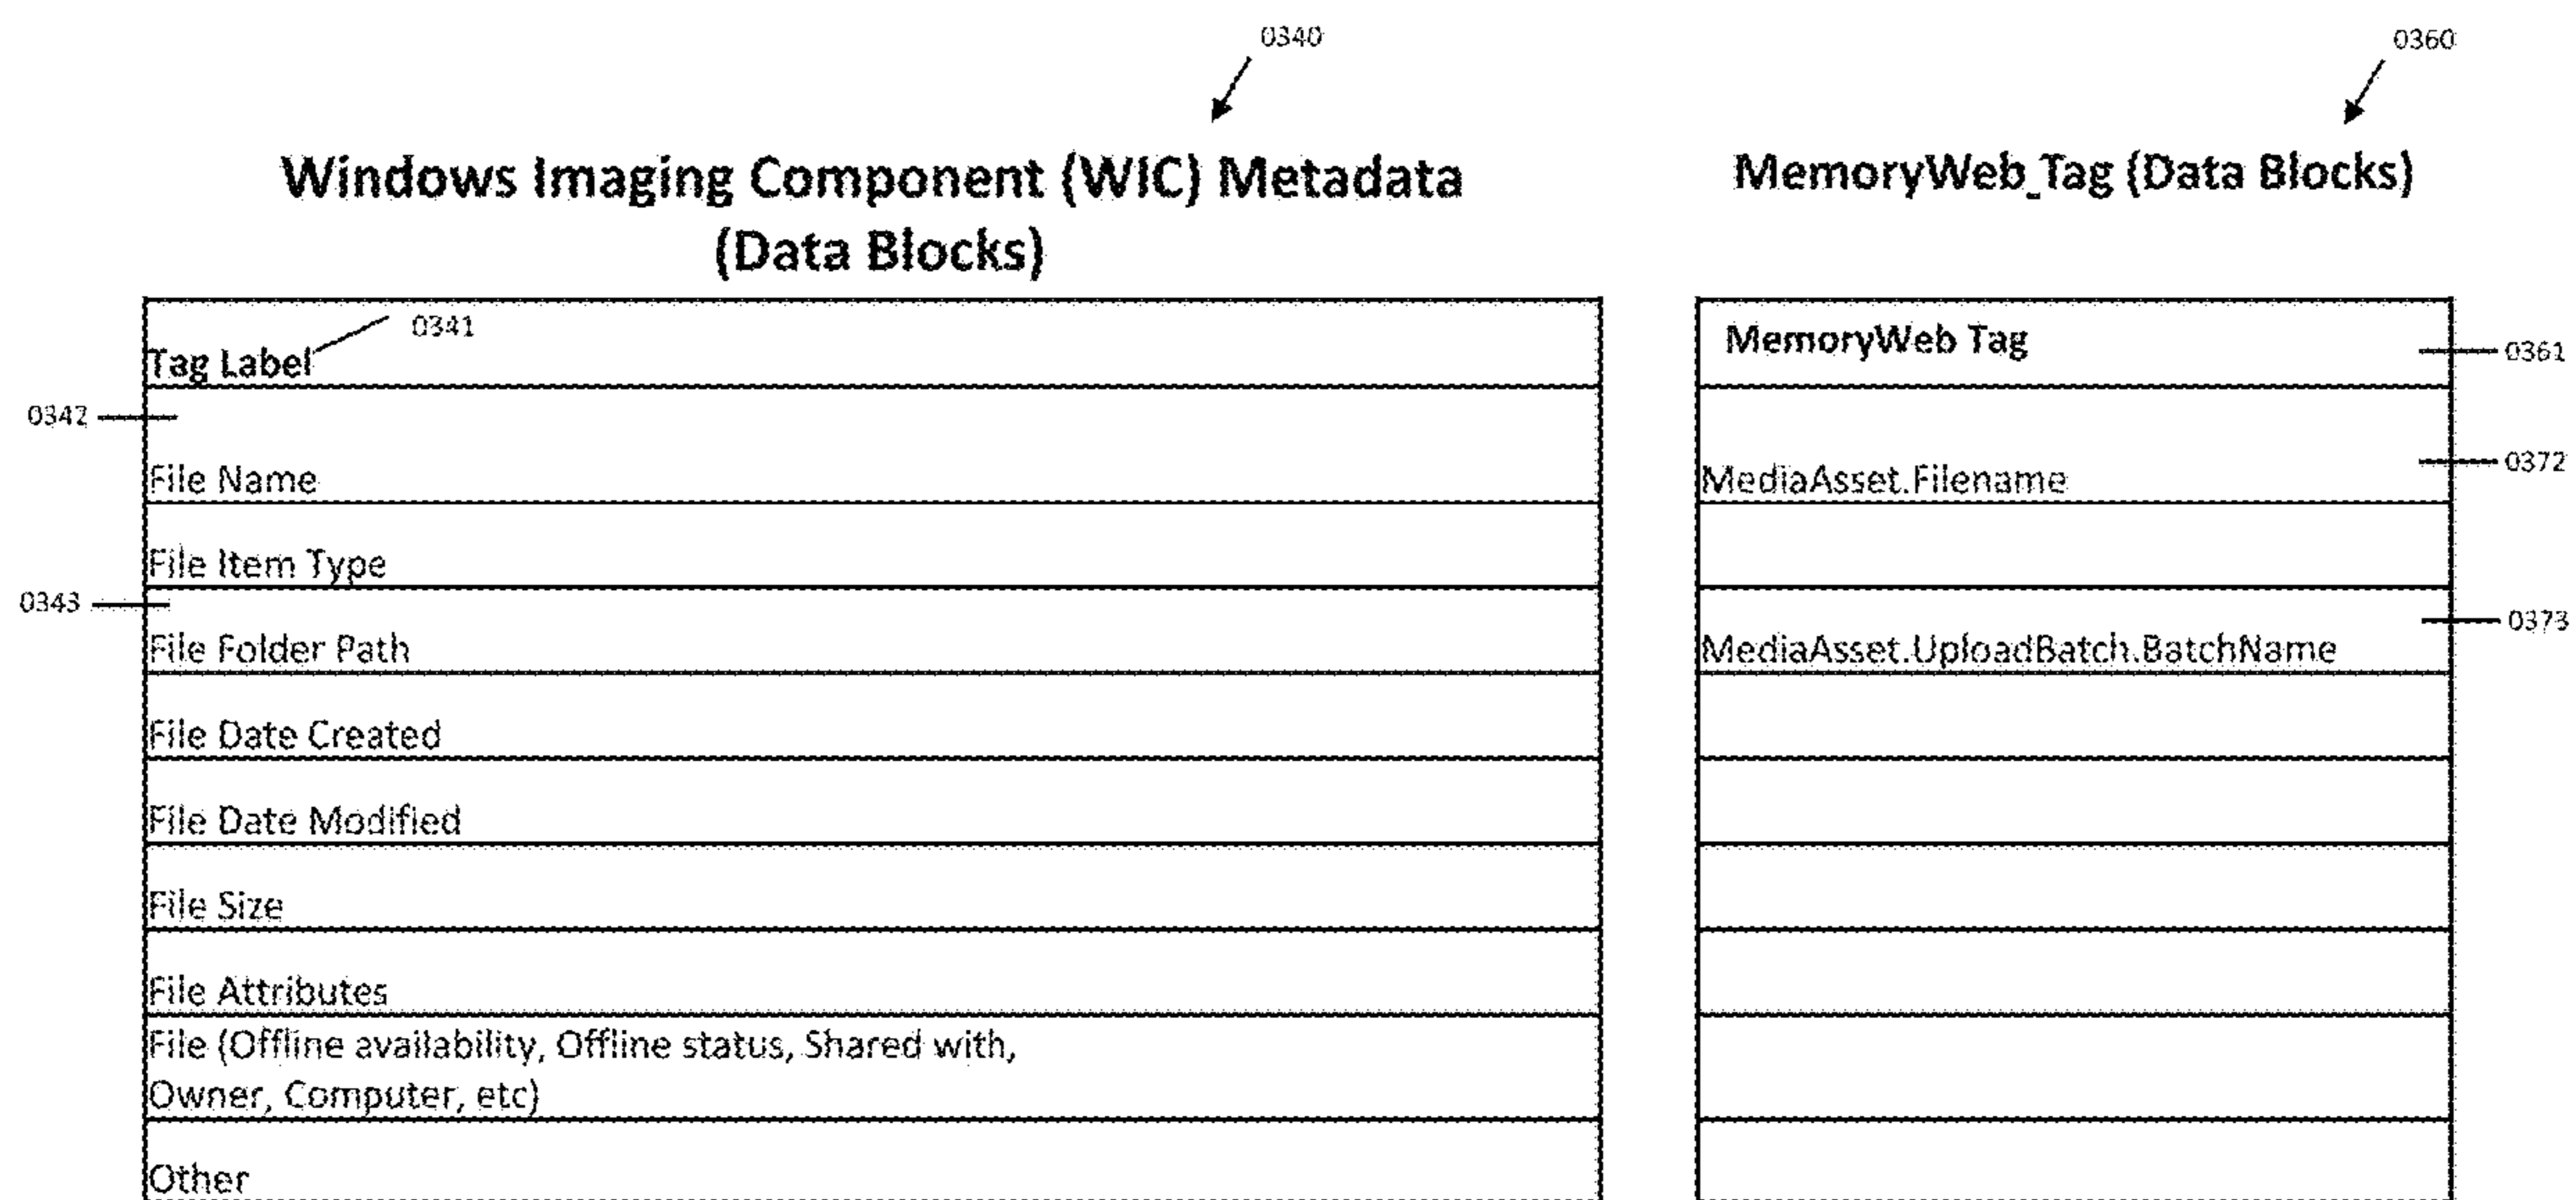 0340
0360
Windows Imaging Component (WIC) Metadata
(Data Blocks)
MemoryWeb Tag (Data Blocks)
Tag Label
0341
MemoryWeb Tag
0361
0342
File Name
MediaAsset.Filename
0372
File Item Type
0343
File Folder Path
MediaAsset.UploadBatch.BatchName
0373
File Date Created
File Date Modified
File Size
File Attributes
File (Offline availability, Offline status, Shared with,
Owner, Computer, etc)
Other